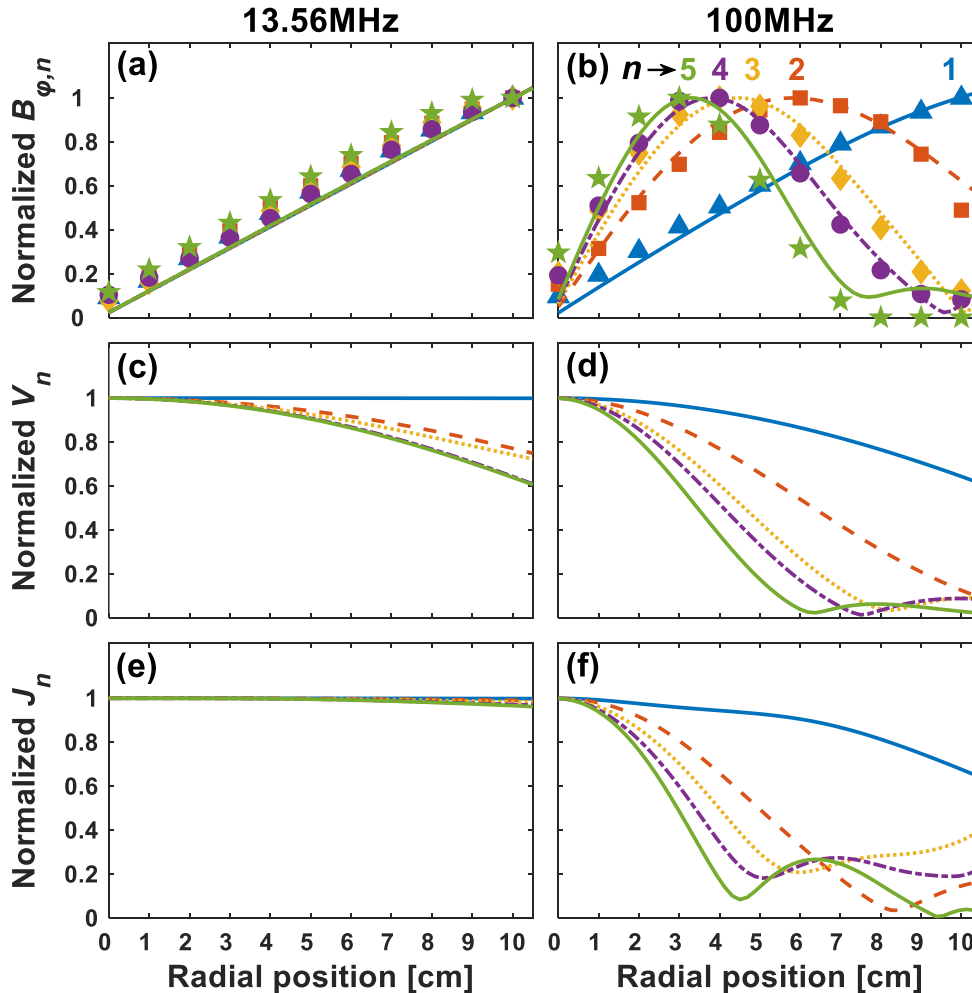 13.56MHz 100MHz
(a)
Normalized Bφ,n
1
0.8
0.6
0.4
0.2
0
(b)
n → 5 4 3 2 1
(c)
Normalized Vn
1
0.8
0.6
0.4
0.2
0
(d)
(e)
Normalized Jn
1
0.8
0.6
0.4
0.2
0
(f)
0 1 2 3 4 5 6 7 8 9 10
Radial position [cm]
0 1 2 3 4 5 6 7 8 9 10
Radial position [cm]